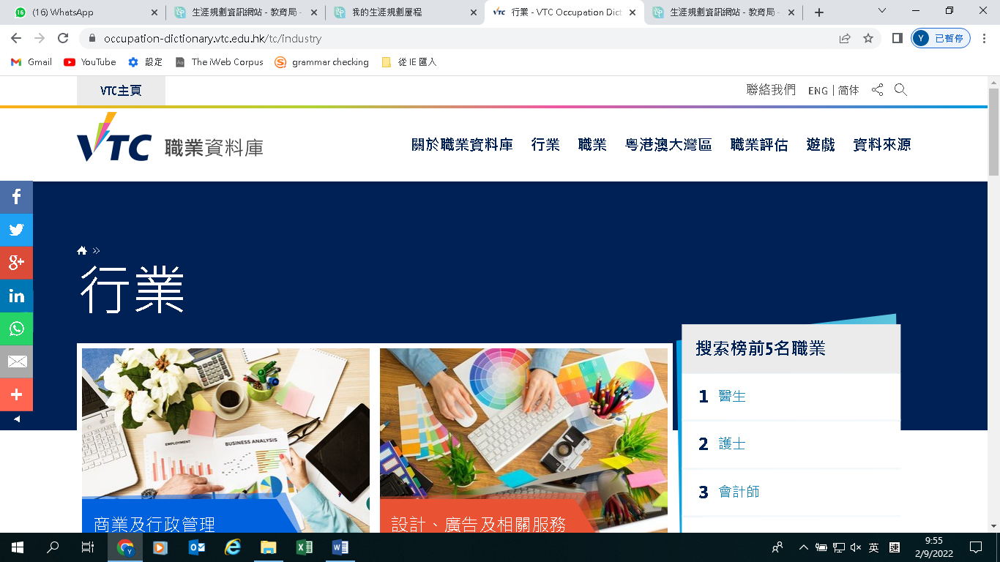 (16) WhatsApp
生涯規劃資訊網站 - 教育局 -
我的生涯規劃歷程
行業 - VTC Occupation Dict
生涯規劃資訊網站 - 教育局 -
occupation-dictionary.vtc.edu.hk/tc/industry
Y 已暫停
Gmail YouTube 設定 Aa The iWeb Corpus S grammar checking 從 IE 匯入
VTC主頁
聯絡我們 ENG | 简体
VTC 職業資料庫
關於職業資料庫 行業 職業 粵港澳大灣區 職業評估 遊戲 資料來源
行業
搜索榜前5名職業
1 醫生
2 護士
3 會計師
EMPLOYMENT
BUSINESS ANALYSIS
商業及行政管理
設計、廣告及相關服務
英 速
9:55
2/9/2022